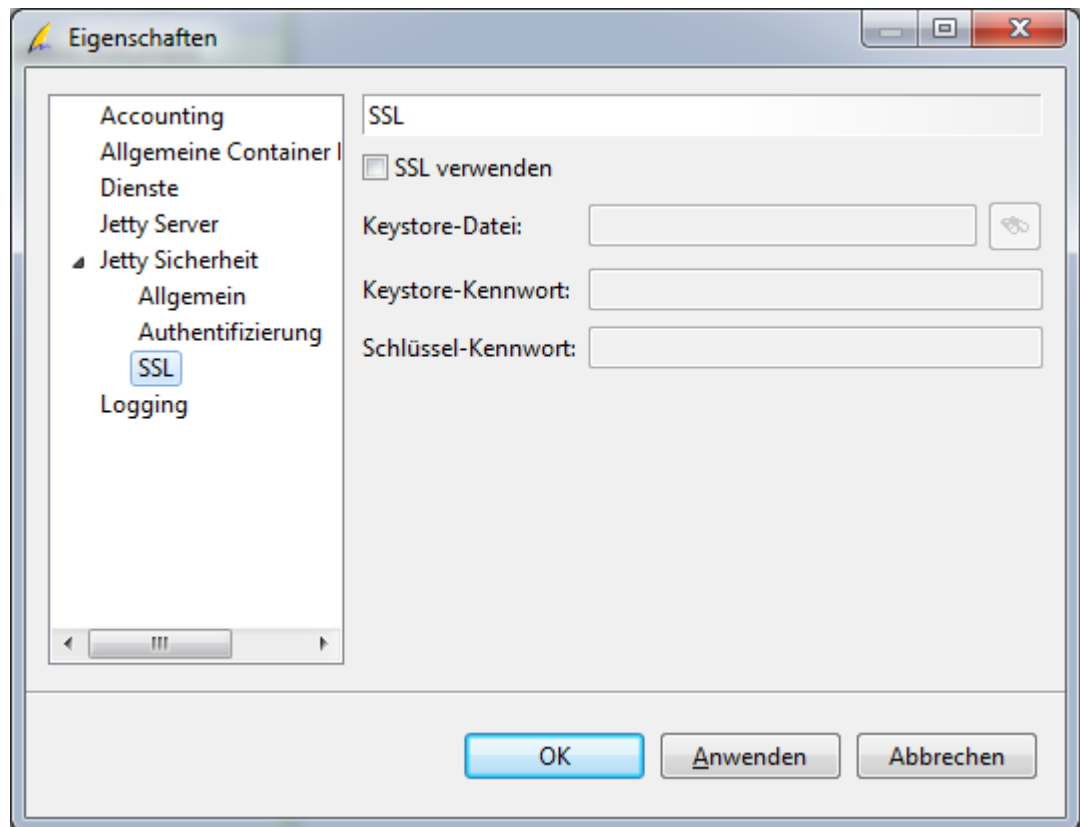 Eigenschaften
Accounting
Allgemeine Container
Dienste
Jetty Server
Jetty Sicherheit
Allgemein
Authentifizierung
SSL
Logging
SSL
SSL verwenden
Keystore-Datei:
Keystore-Kennwort:
Schlüssel-Kennwort:
OK
Anwenden
Abbrechen